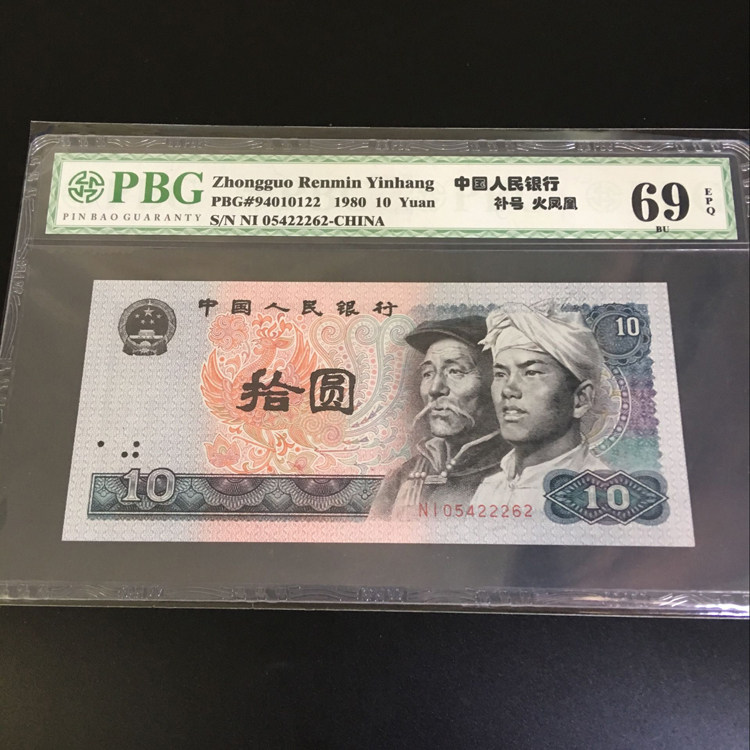 PBG
PIN BAO GUARANTY
Zhongguo Renmin Yinhang
PBG#94010122 1980 10 Yuan
S/N NI 05422262-CHINA
中国人民银行
补号 火凤凰
69
BU
EPQ
中国人民银行
10
拾圆
10
NI05422262
10